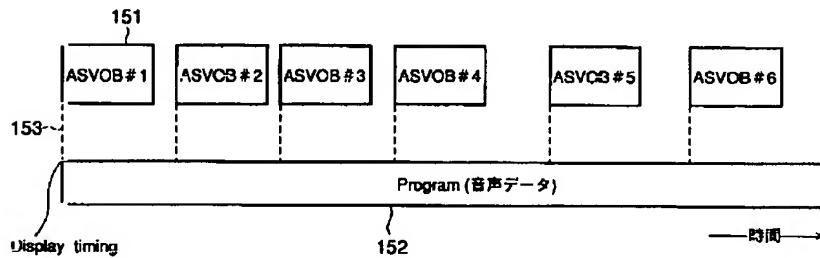 151
ASVOB#1
ASVOB#2
ASVOB#3
ASVOB#4
ASVOB#5
ASVOB#6
153
Program (音声データ)
Display timing
152
時間